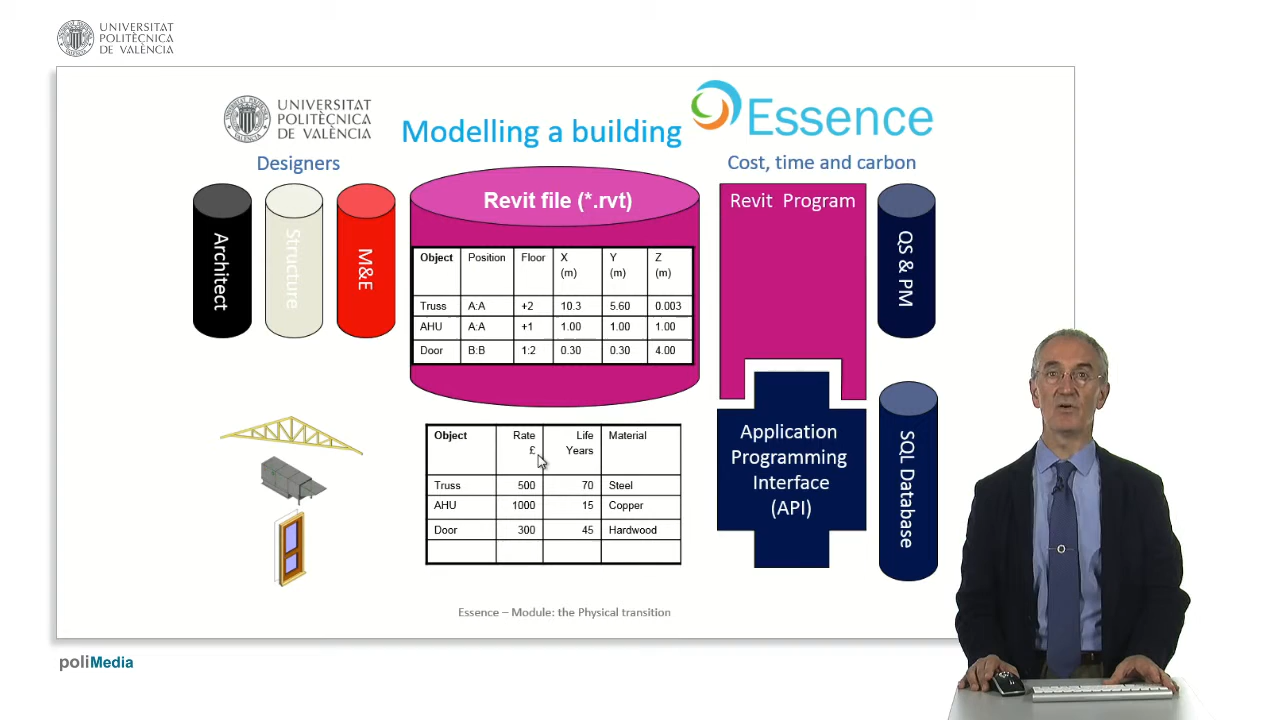 UNIVERSITAT
POLITÈCNICA
DE VALÈNCIA
UNIVERSITAT
POLITÈCNICA
DE VALÈNCIA
Modelling a building
Essence
Designers
Cost, time and carbon
Architect
Structure
M&E
Revit file (*.rvt)
Object Position Floor X (m) Y (m) Z (m)
Truss A:A +2 10.3 5.60 0.003
AHU A:A +1 1.00 1.00 1.00
Door B:B 1:2 0.30 0.30 4.00
Revit Program
QS & PM
Object Rate £ Life Years Material
Truss 500 70 Steel
AHU 1000 15 Copper
Door 300 45 Hardwood
Application
Programming
Interface
(API)
SQL Database
Essence – Module: the Physical transition
poliMedia